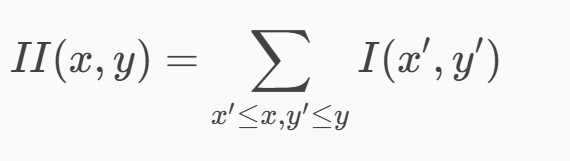 II(x, y) = ∑ I(x′, y′)
x′≤x,y′≤y